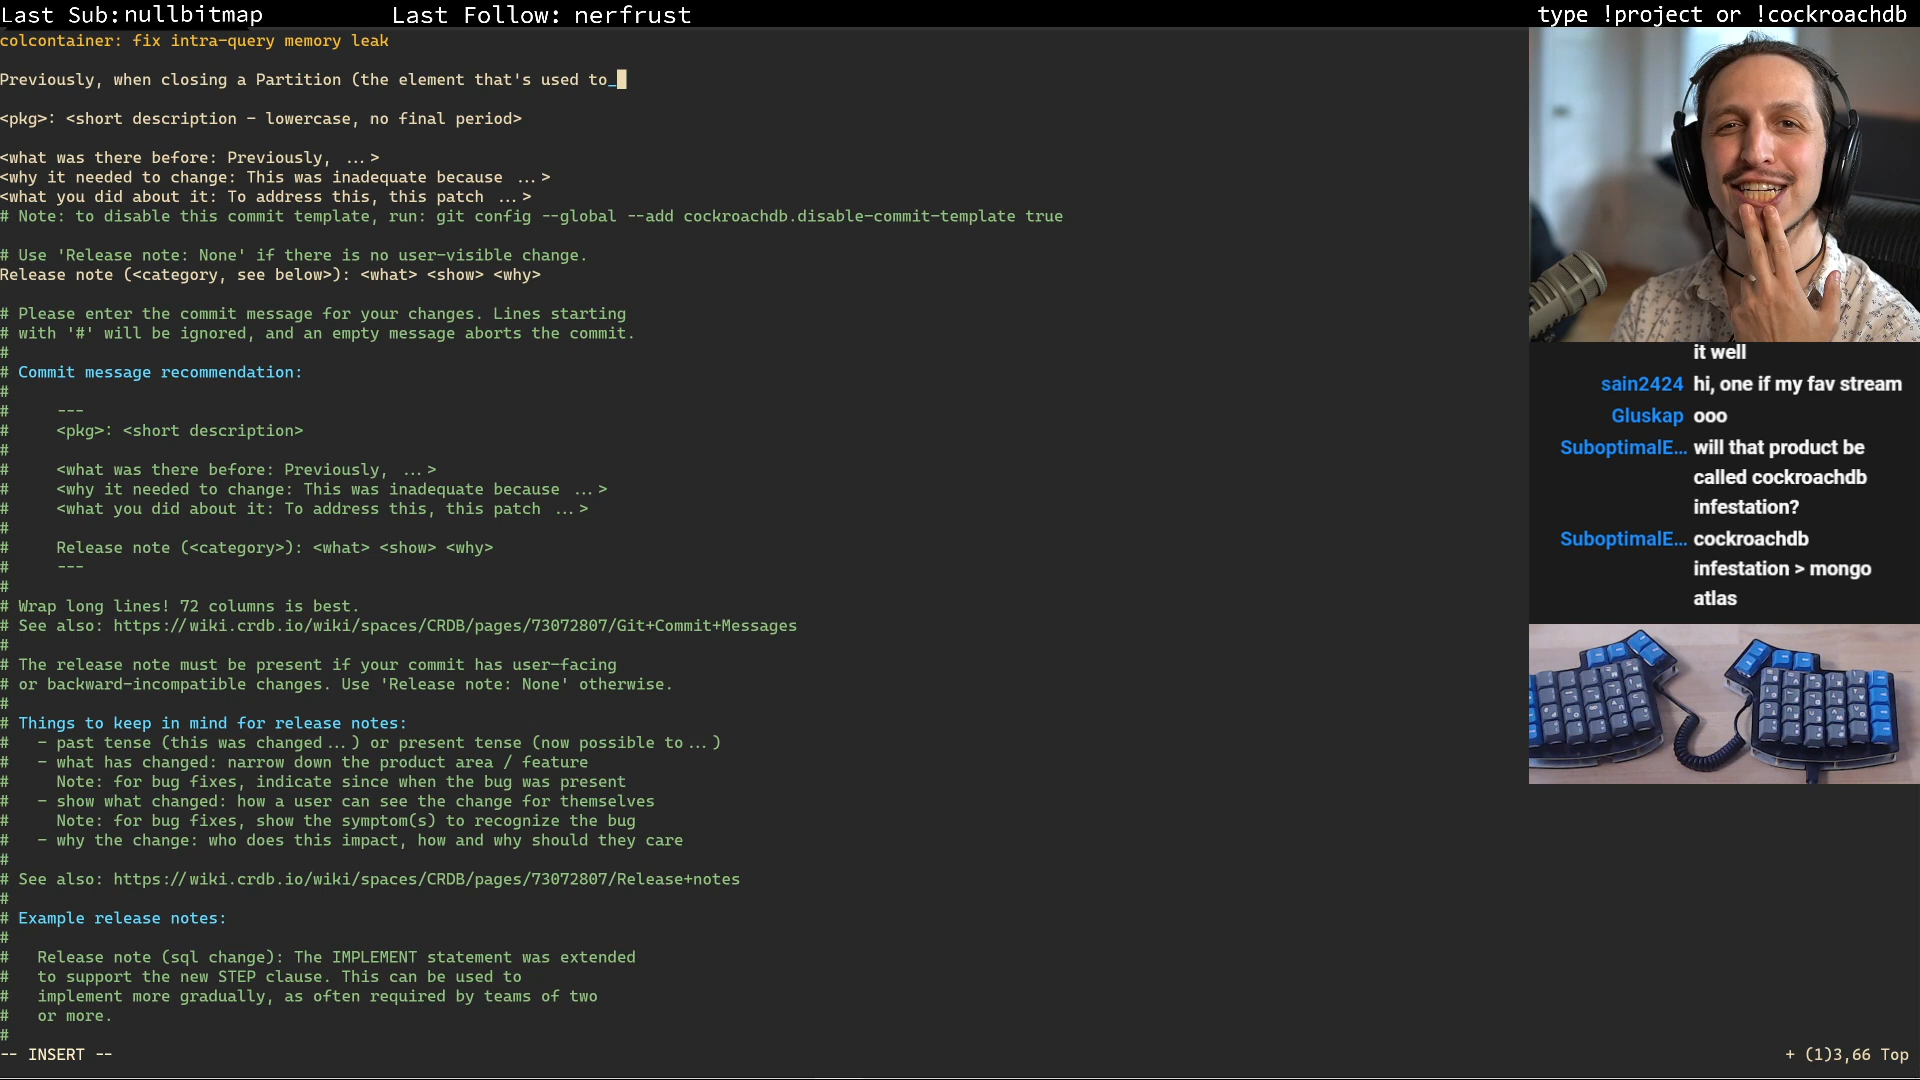 Last Sub: nullbitmap
Last Follow: nerfrust
type !project or !cockroachdb
colcontainer: fix intra-query memory leak
Previously, when closing a Partition (the element that's used to_
<pkg>: <short description - lowercase, no final period>
<what was there before: Previously, ...>
<why it needed to change: This was inadequate because ...>
<what you did about it: To address this, this patch ...>
# Note: to disable this commit template, run: git config --global --add cockroachdb.disable-commit-template true
# Use 'Release note: None' if there is no user-visible change.
Release note (<category, see below>): <what> <show> <why>
# Please enter the commit message for your changes. Lines starting
# with '#' will be ignored, and an empty message aborts the commit.
#
# Commit message recommendation:
#
#     ---
#     <pkg>: <short description>
#
#     <what was there before: Previously, ...>
#     <why it needed to change: This was inadequate because ...>
#     <what you did about it: To address this, this patch ...>
#
#     Release note (<category>): <what> <show> <why>
#     ---
#
# Wrap long lines! 72 columns is best.
# See also: https://wiki.crdb.io/wiki/spaces/CRDB/pages/73072807/Git+Commit+Messages
#
# The release note must be present if your commit has user-facing
# or backward-incompatible changes. Use 'Release note: None' otherwise.
#
# Things to keep in mind for release notes:
#   - past tense (this was changed...) or present tense (now possible to...)
#   - what has changed: narrow down the product area / feature
#     Note: for bug fixes, indicate since when the bug was present
#   - show what changed: how a user can see the change for themselves
#     Note: for bug fixes, show the symptom(s) to recognize the bug
#   - why the change: who does this impact, how and why should they care
#
# See also: https://wiki.crdb.io/wiki/spaces/CRDB/pages/73072807/Release+notes
#
# Example release notes:
#
#   Release note (sql change): The IMPLEMENT statement was extended
#   to support the new STEP clause. This can be used to
#   implement more gradually, as often required by teams of two
#   or more.
#
-- INSERT --
+ (1)3,66 Top
it well
sain2424 hi, one if my fav stream
Gluskap ooo
SuboptimalE... will that product be
called cockroachdb
infestation?
SuboptimalE... cockroachdb
infestation > mongo
atlas